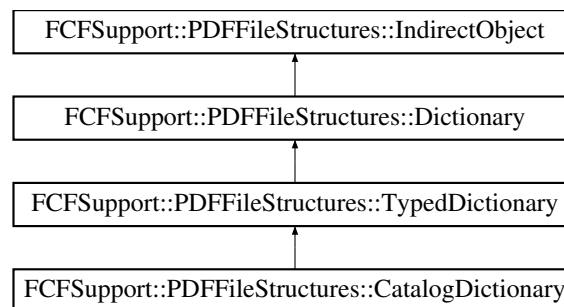 FCFSupport::PDFFileStructures::IndirectObject
FCFSupport::PDFFileStructures::Dictionary
FCFSupport::PDFFileStructures::TypedDictionary
FCFSupport::PDFFileStructures::CatalogDictionary